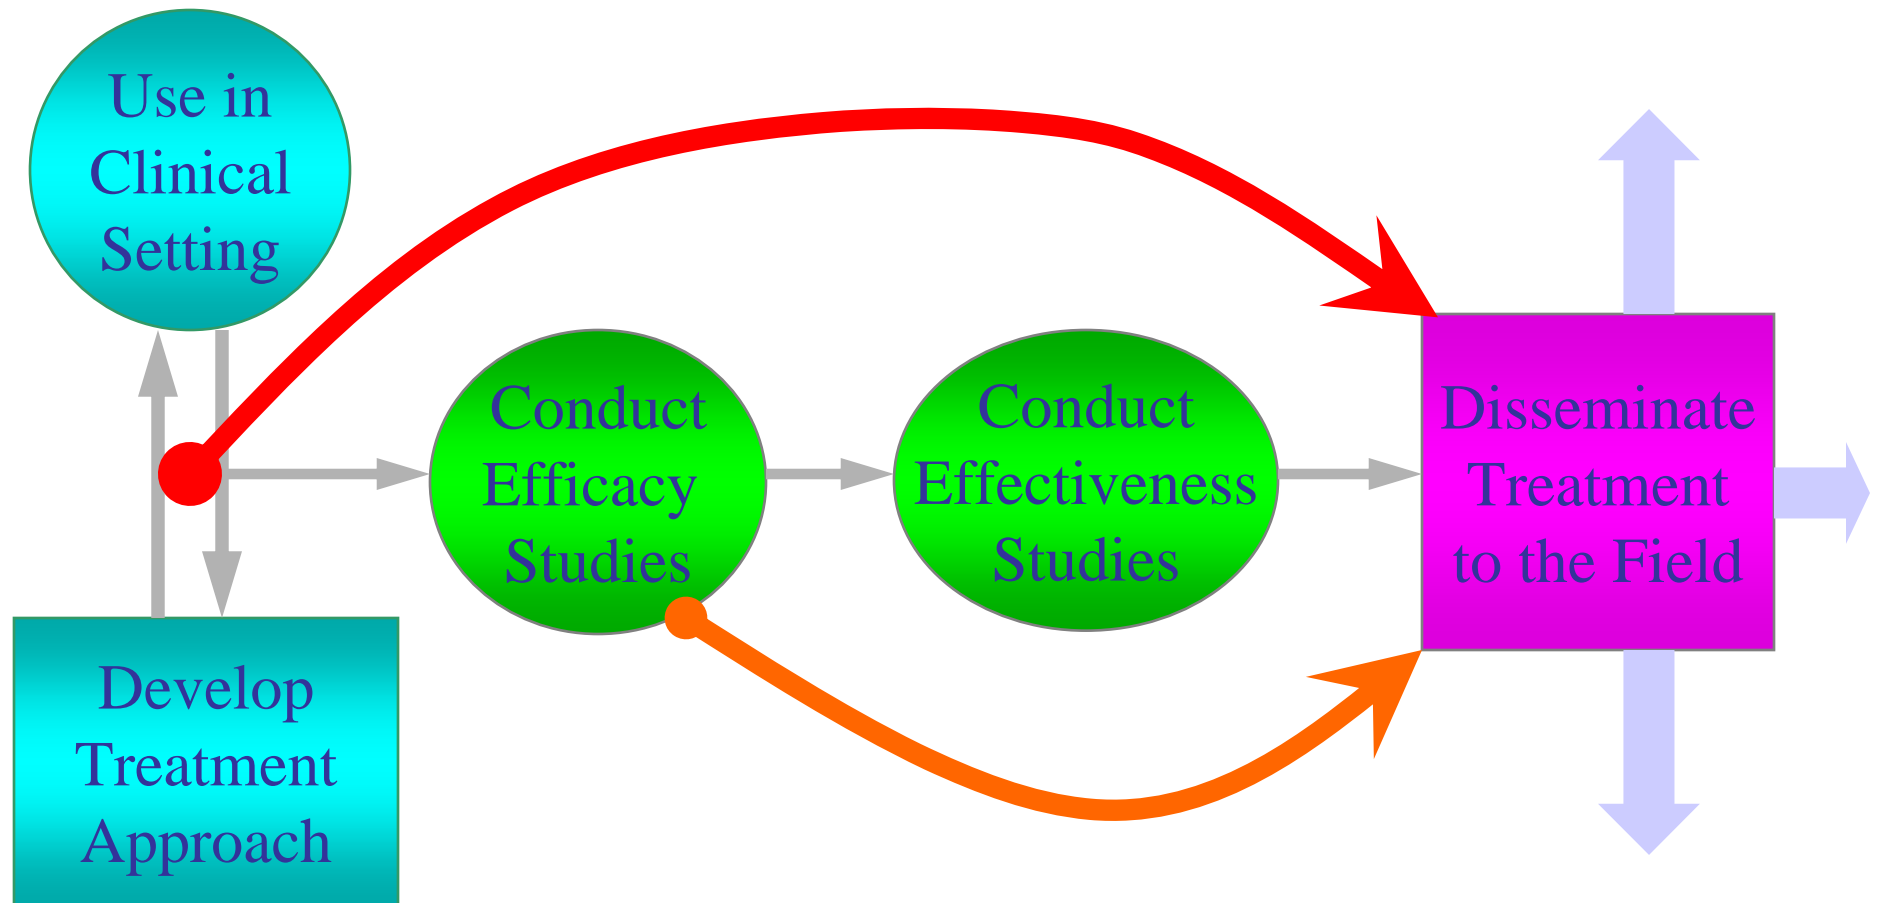 Use in
Clinical
Setting
Conduct
Efficacy
Studies
Conduct
Effectiveness
Studies
Disseminate
Treatment
to the Field
Develop
Treatment
Approach